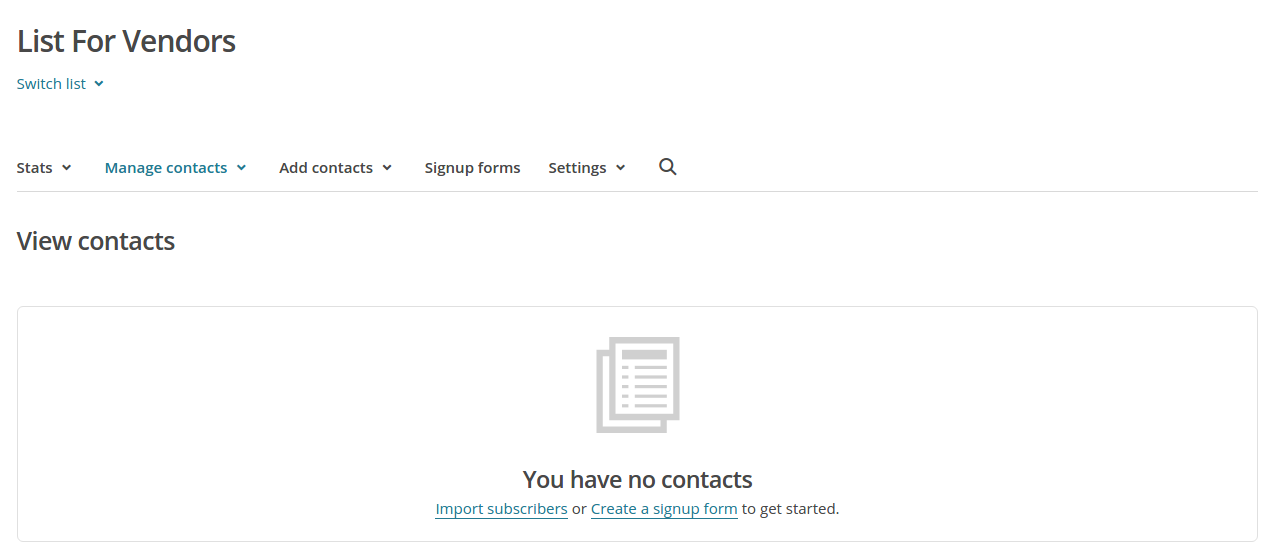 List For Vendors
Switch list
Stats Manage contacts Add contacts Signup forms Settings
View contacts
You have no contacts
Import subscribers or Create a signup form to get started.